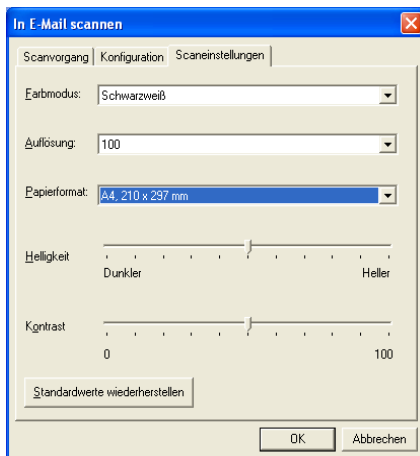 In E-Mail scannen
Scanvorgang Konfiguration Scaneinstellungen
Farbmodus: Schwarzweiß
Auflösung: 100
Papierformat: A4, 210 x 297 mm
Helligkeit
Dunkler Heller
Kontrast
0 100
Standardwerte wiederherstellen
OK Abbrechen